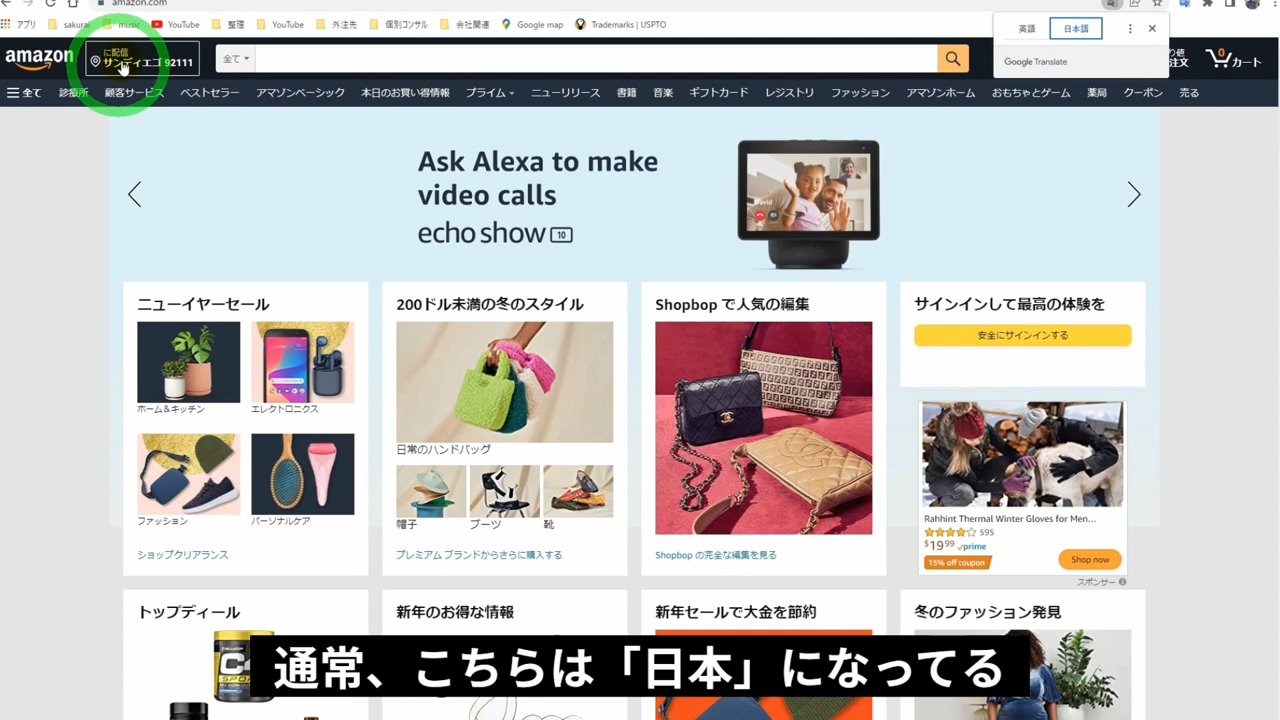 amazon.com
アプリ sakurai music YouTube 整理 YouTube 外注先 個別コンサル 会社関連 Google map Trademarks | USPTO
英語 日本語
Google Translate
amazon
に配信
サンディエゴ 92111
全て
注文
カート
全て 診療所 顧客サービス ベストセラー アマゾンベーシック 本日のお買い得情報 プライム ニューリリース 書籍 音楽 ギフトカード レジストリ ファッション アマゾンホーム おもちゃとゲーム 薬局 クーポン 売る
Ask Alexa to make
video calls
echo show 10
David
ニューイヤーセール
ホーム＆キッチン
エレクトロニクス
ファッション
パーソナルケア
ショップクリアランス
200ドル未満の冬のスタイル
日常のハンドバッグ
帽子
ブーツ
靴
プレミアム ブランドからさらに購入する
Shopbop で人気の編集
Shopbop の完全な編集を見る
サインインして最高の体験を
安全にサインインする
Rahhint Thermal Winter Gloves for Men...
595
$19.99 prime
15% off coupon
Shop now
スポンサー
トップディール
新年のお得な情報
新年セールで大金を節約
冬のファッション発見
C4
通常、こちらは「日本」になってる